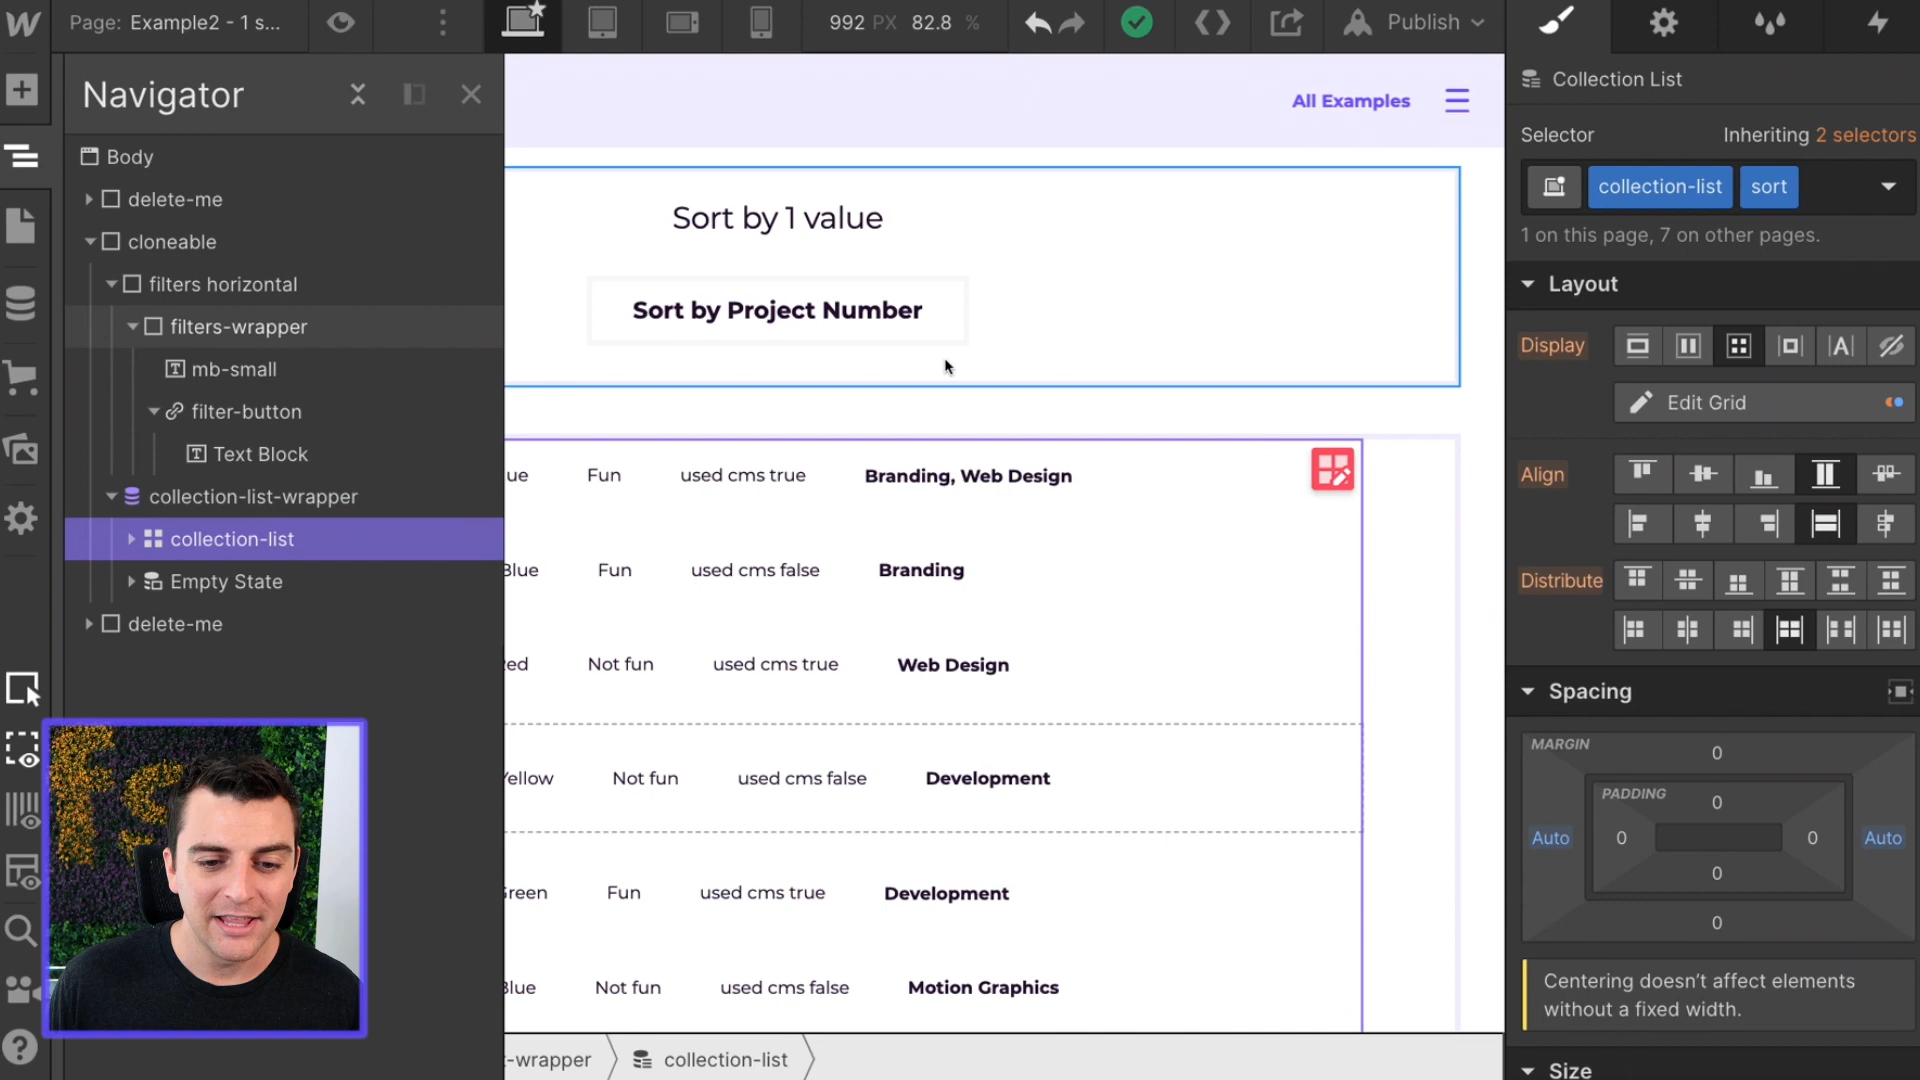 Page: Example2 - 1 s...
992 PX 82.8 %
Publish
Navigator
Body
delete-me
cloneable
filters horizontal
filters-wrapper
mb-small
filter-button
Text Block
collection-list-wrapper
collection-list
Empty State
delete-me
All Examples
Sort by 1 value
Sort by Project Number
ue Fun used cms true Branding, Web Design
Blue Fun used cms false Branding
Red Not fun used cms true Web Design
Yellow Not fun used cms false Development
Green Fun used cms true Development
Blue Not fun used cms false Motion Graphics
t-wrapper collection-list
Collection List
Selector Inheriting 2 selectors
collection-list sort
1 on this page, 7 on other pages.
Layout
Display
Edit Grid
Align
Distribute
Spacing
MARGIN
0
PADDING
0
Auto 0 0 Auto
0
0
Centering doesn't affect elements
without a fixed width.
Size